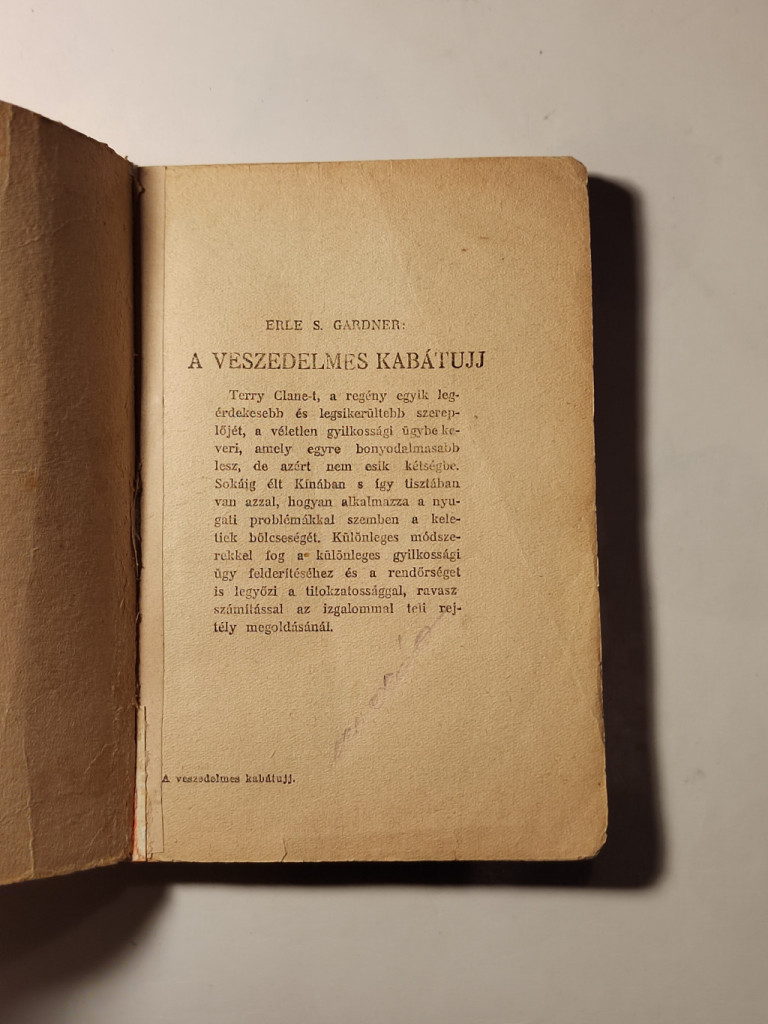 ERLE S. GARDNER:
A VESZEDELMES KABÁTUJJ
Terry Clane-t, a regény egyik leg-
érdekesebb és legsikerültebb szerep-
lőjét, a véletlen gyilkossági ügybe ke-
veri, amely egyre bonyodalmasabb
lesz, de azért nem esik kétségbe.
Sokáig élt Kínában s így tisztában
van azzal, hogyan alkalmazza a nyu-
gati problémákkal szemben a kele-
tiek bölcseségét. Különleges módsze-
rekkel fog a különleges gyilkossági
ügy felderítéséhez és a rendőrséget
is legyőzi a titokzatossággal, ravasz
számítással az izgalommal teli rej-
tély megoldásánál.
A veszedelmes kabátujj.